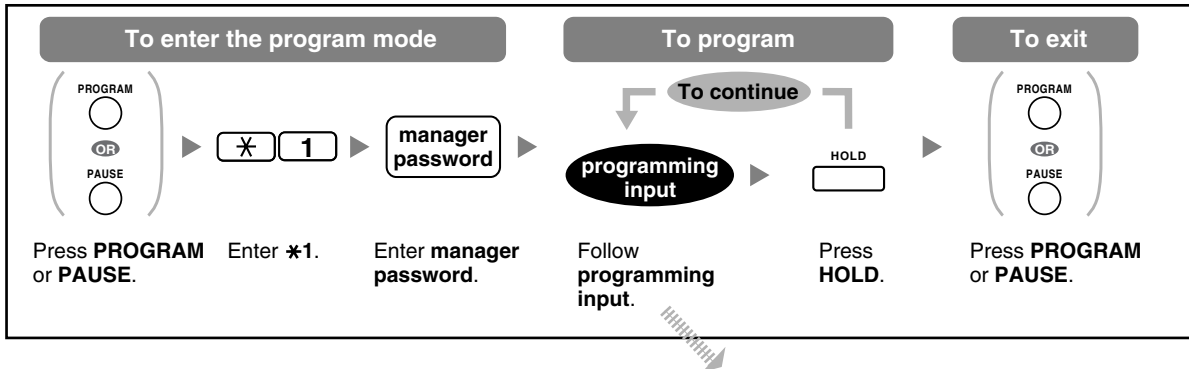 To enter the program mode
To program
To exit
PROGRAM
OR
PAUSE
✳ 1
manager
password
To continue
programming
input
HOLD
PROGRAM
OR
PAUSE
Press PROGRAM
or PAUSE.
Enter ✳1.
Enter manager
password.
Follow
programming
input.
Press
HOLD.
Press PROGRAM
or PAUSE.